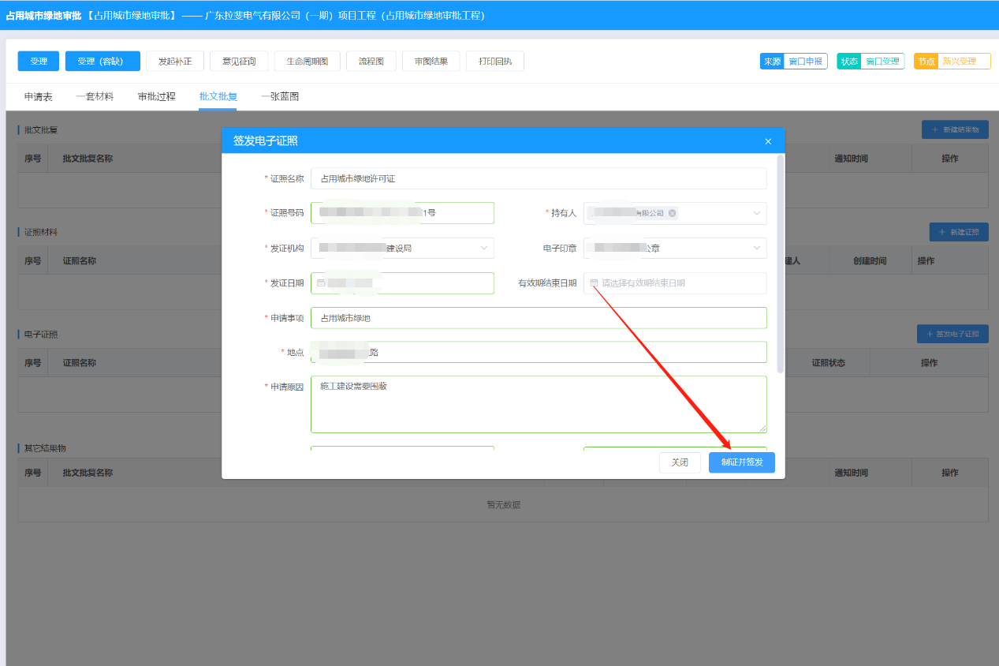 占用城市绿地审批 【占用城市绿地审批】 —— 广东拉斐电气有限公司（一期）项目工程（占用城市绿地审批工程）
受理 受理（容缺） 发起补正 意见征询 生命周期图 流程图 审图结果 打印回执 来源 窗口申报 状态 窗口受理 节点 新兴受理
申请表 一套材料 审批过程 批文批复 一张蓝图
批文批复 + 新建结果物
序号 批文批复名称 通知时间 操作
证照材料 + 新建证照
序号 证照名称 建人 创建时间 操作
电子证照 + 签发电子证照
序号 证照名称 证照状态 操作
其它结果物
序号 批文批复名称 通知时间 操作
暂无数据
签发电子证照 ×
* 证照名称 占用城市绿地许可证
* 证照号码 1号 * 持有人 有限公司
* 发证机构 建设局 电子印章 公章
* 发证日期 有效期结束日期 请选择有效期结束日期
* 申请事项 占用城市绿地
* 地点 路
* 申请原因 施工建设需要围蔽
关闭 制证并签发